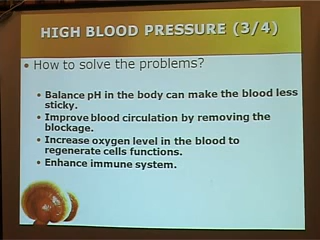 HIGH BLOOD PRESSURE (3/4)
• How to solve the problems?
• Balance pH in the body can make the blood less
sticky.
• Improve blood circulation by removing the
blockage.
• Increase oxygen level in the blood to
regenerate cells functions.
• Enhance immune system.